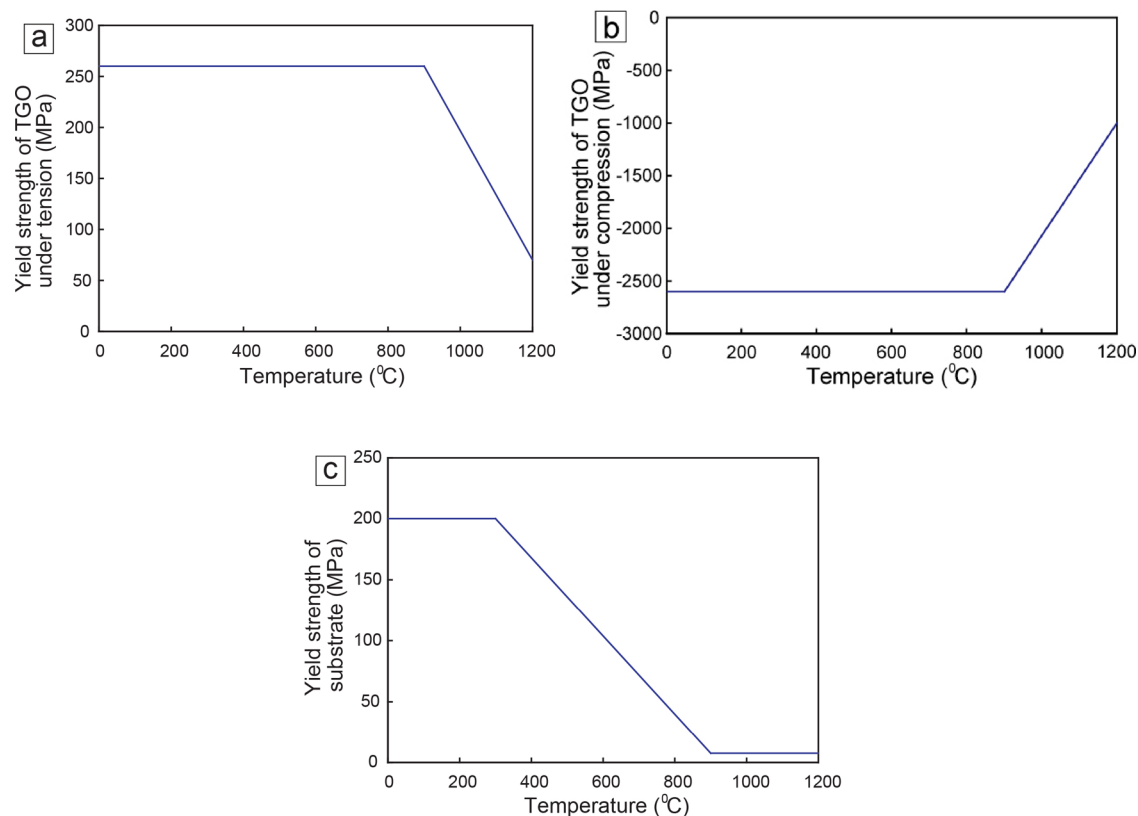 a
Yield strength of TGO
under tension (MPa)
300
250
200
150
100
50
0
0 200 400 600 800 1000 1200
Temperature (⁰C)
b
Yield strength of TGO
under compression (MPa)
0
-500
-1000
-1500
-2000
-2500
-3000
0 200 400 600 800 1000 1200
Temperature (⁰C)
c
Yield strength of
substrate (MPa)
250
200
150
100
50
0
0 200 400 600 800 1000 1200
Temperature (⁰C)